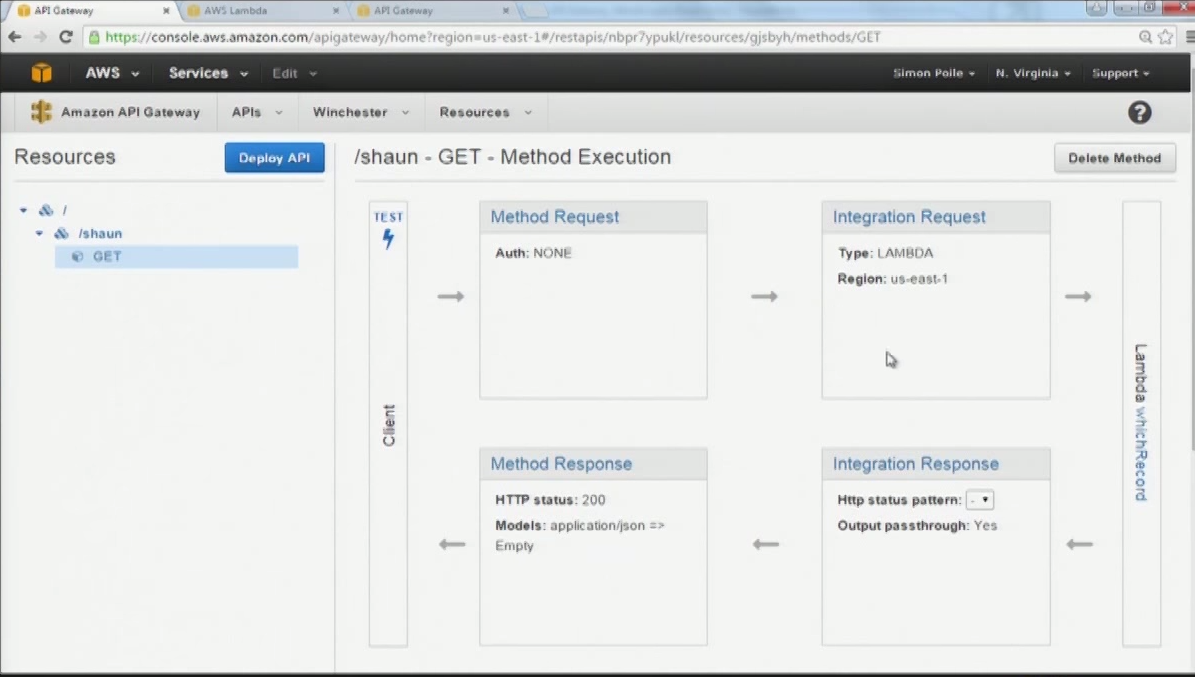 API Gateway
AWS Lambda
API Gateway
https://console.aws.amazon.com/apigateway/home?region=us-east-1#/restapis/nbpr7ypukl/resources/gjsbyh/methods/GET
AWS Services Edit Simon Poile N. Virginia Support
Amazon API Gateway APIs Winchester Resources ?
Resources
Deploy API
/shaun - GET - Method Execution
Delete Method
/
/shaun
GET
TEST
Client
Method Request
Auth: NONE
Integration Request
Type: LAMBDA
Region: us-east-1
Lambda whichRecord
Method Response
HTTP status: 200
Models: application/json =>
Empty
Integration Response
Http status pattern: -
Output passthrough: Yes